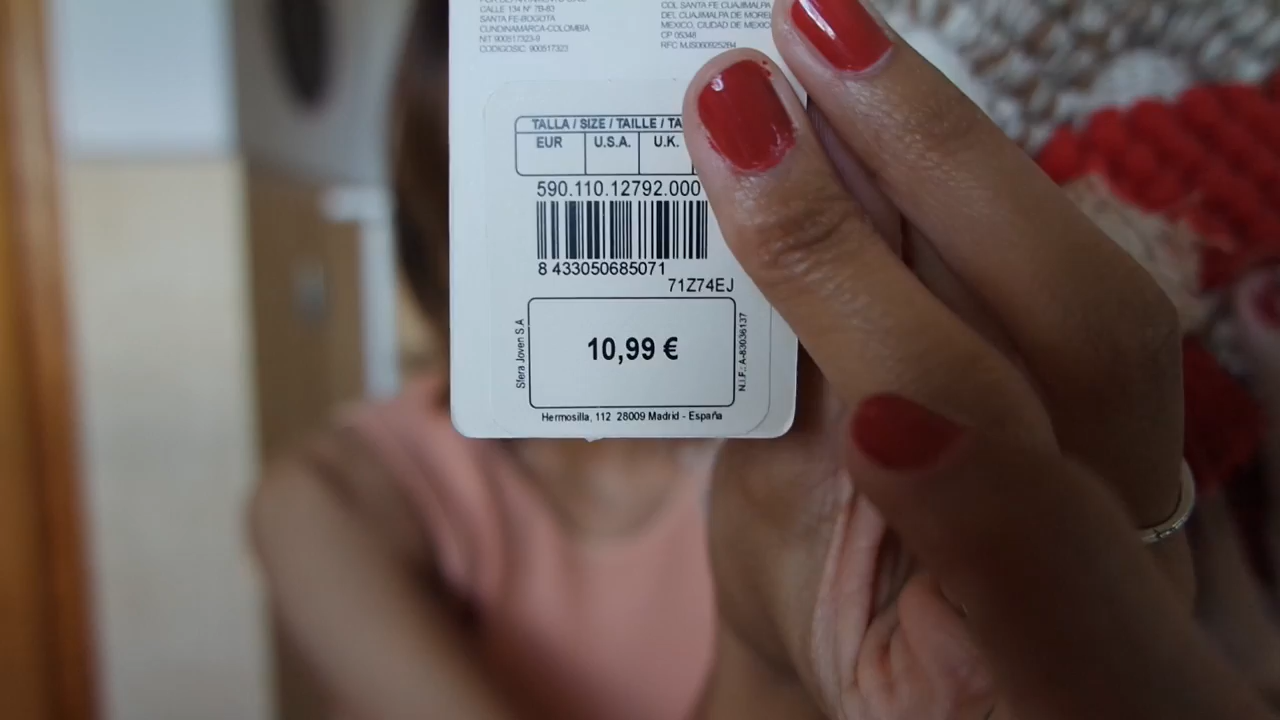 CALLE 134 Nº 7B-83
SANTA FE-BOGOTA
CUNDINAMARCA-COLOMBIA
NIT 900517323-9
CODIGOSIC. 900517323
COL SANTA FE CUAJIMALPA
DEL CUAJIMALPA DE MORE
MEXICO, CIUDAD DE MEXICO
CP 05348
TALLA / SIZE / TAILLE / TA
EUR U.S.A. U.K.
590.110.12792.000
8 433050685071
71Z74EJ
Sfera Joven S.A
10,99 €
N.I.F.: A-83036137
Hermosilla, 112 28009 Madrid - España